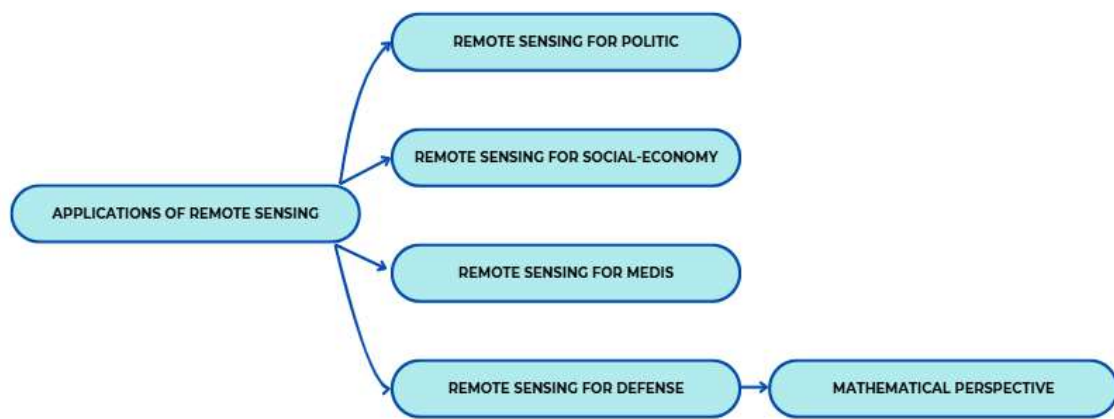 REMOTE SENSING FOR POLITIC
REMOTE SENSING FOR SOCIAL-ECONOMY
APPLICATIONS OF REMOTE SENSING
REMOTE SENSING FOR MEDIS
REMOTE SENSING FOR DEFENSE
MATHEMATICAL PERSPECTIVE